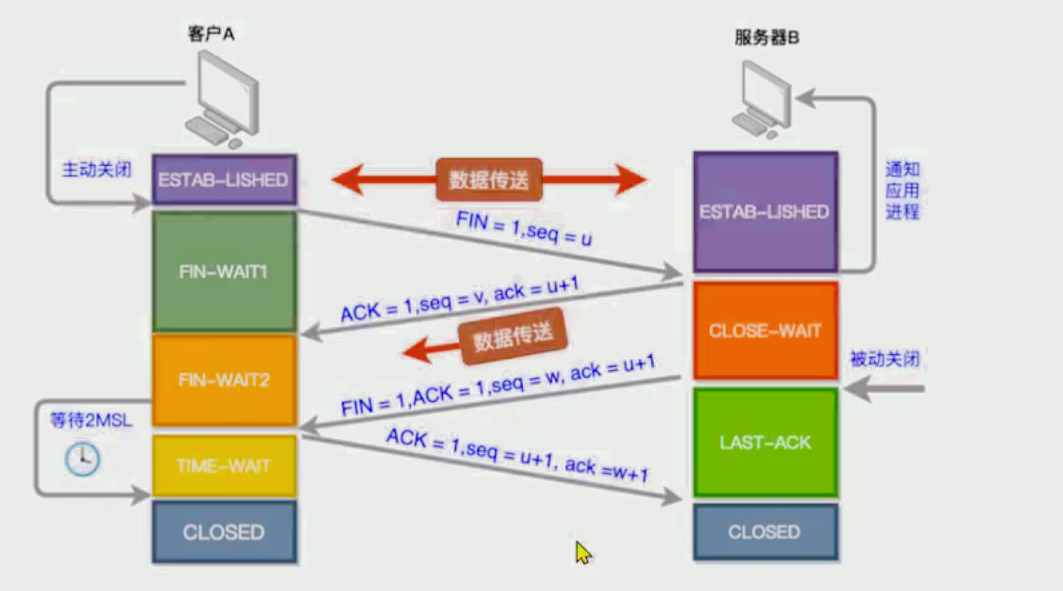 客户A
服务器B
主动关闭
ESTAB-LISHED
数据传送
ESTAB-LISHED
通知
应用
进程
FIN = 1,seq = u
FIN-WAIT1
ACK = 1,seq = v, ack = u+1
数据传送
CLOSE-WAIT
被动关闭
FIN-WAIT2
FIN = 1,ACK = 1,seq = w, ack = u+1
等待2MSL
ACK = 1,seq = u+1, ack =w+1
LAST-ACK
TIME-WAIT
CLOSED
CLOSED